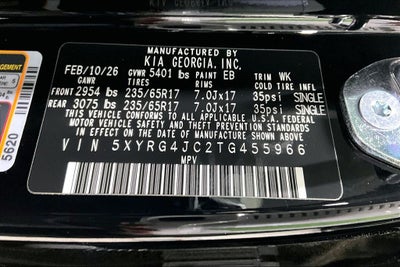 MANUFACTURED BY
KIA GEORGIA, INC.
FEB/10/26 GVWR 5401 lbs PAINT EB TRIM WK
GAWR TIRES RIMS COLD TIRE INFL
FRONT 2954 lbs 235/65R17 7.0Jx17 35psi SINGLE
REAR 3075 lbs 235/65R17 7.0Jx17 35psi SINGLE
THIS VEHICLE CONFORMS TO ALL APPLICABLE U.S.A. FEDERAL
MOTOR VEHICLE SAFETY AND THEFT PREVENTION STANDARDS IN
EFFECT ON THE DATE OF MANUFACTURE SHOWN ABOVE.
VIN 5XYRG4JC2TG455966
MPV
5620